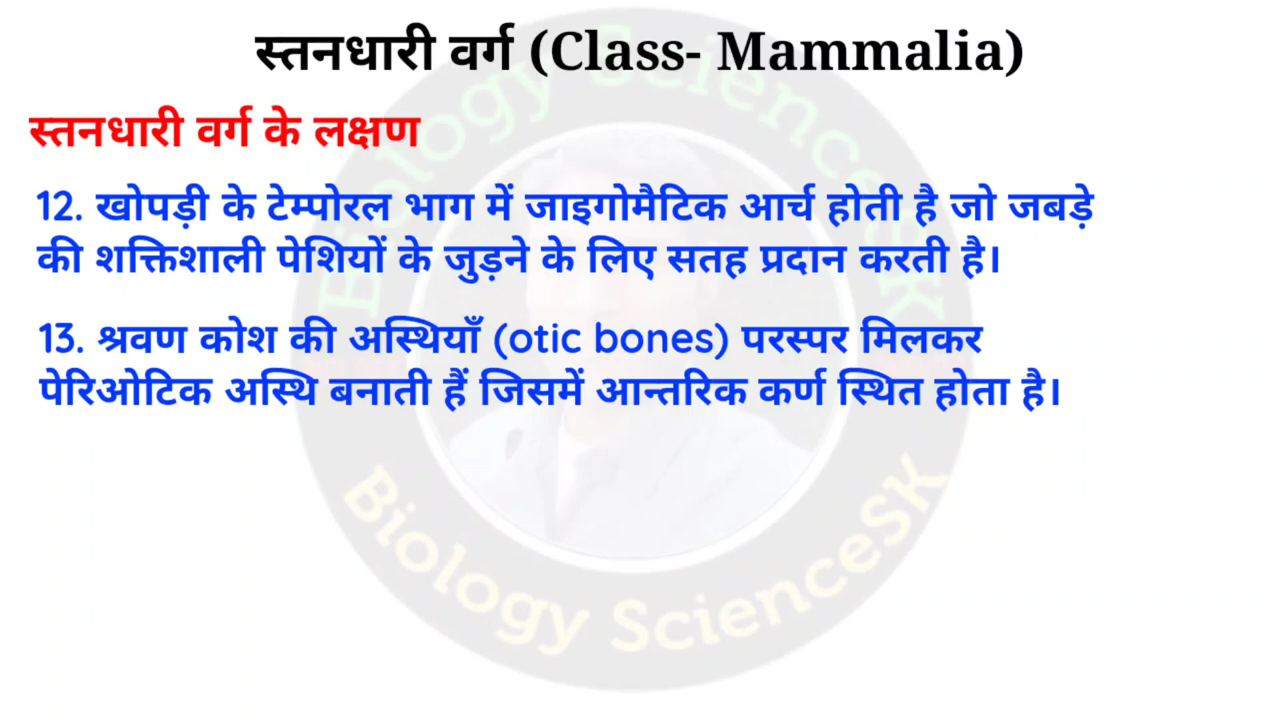 स्तनधारी वर्ग (Class- Mammalia)
स्तनधारी वर्ग के लक्षण
12. खोपड़ी के टेम्पोरल भाग में जाइगोमैटिक आर्च होती है जो जबड़े
की शक्तिशाली पेशियों के जुड़ने के लिए सतह प्रदान करती है।
13. श्रवण कोश की अस्थियाँ (otic bones) परस्पर मिलकर
पेरिओटिक अस्थि बनाती हैं जिसमें आन्तरिक कर्ण स्थित होता है।
Biology ScienceSK
Biology ScienceSK